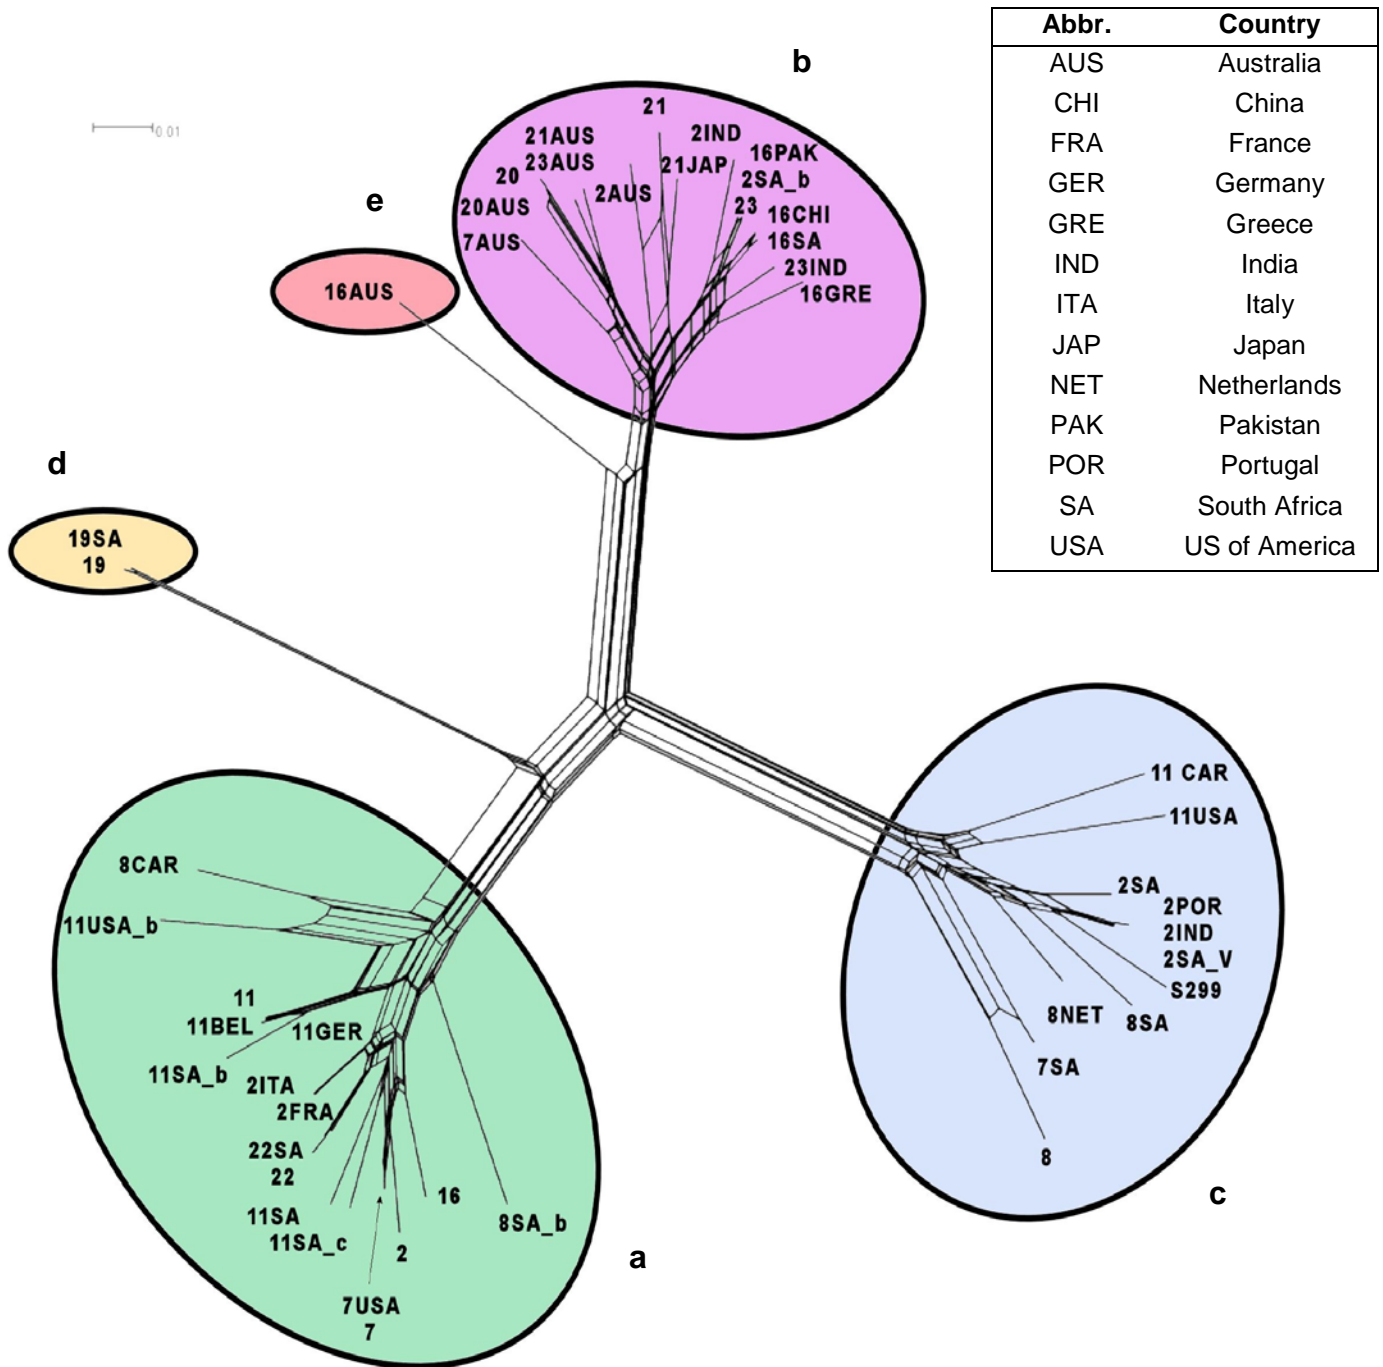 Abbr. Country
AUS Australia
CHI China
FRA France
GER Germany
GRE Greece
IND India
ITA Italy
JAP Japan
NET Netherlands
PAK Pakistan
POR Portugal
SA South Africa
USA US of America
0.01
b
21
21AUS
2IND
23AUS
21JAP
16PAK
20
2AUS
2SA_b
20AUS
23
16CHI
7AUS
16SA
23IND
16GRE
e
16AUS
d
19SA
19
11 CAR
11USA
2SA
2POR
2IND
2SA_V
S299
8NET
8SA
7SA
8
c
8CAR
11USA_b
11
11BEL
11GER
11SA_b
2ITA
2FRA
22SA
22
16
11SA
8SA_b
11SA_c
2
a
7USA
7